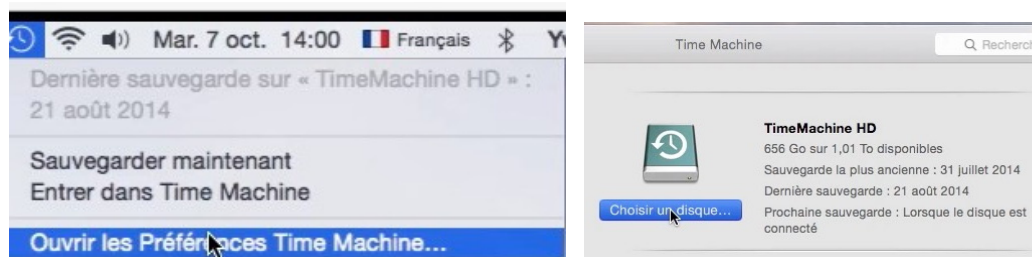 Mar. 7 oct. 14:00 Français
Dernière sauvegarde sur « TimeMachine HD » :
21 août 2014
Sauvegarder maintenant
Entrer dans Time Machine
Ouvrir les Préférences Time Machine...
Time Machine
TimeMachine HD
656 Go sur 1,01 To disponibles
Sauvegarde la plus ancienne : 31 juillet 2014
Dernière sauvegarde : 21 août 2014
Choisir un disque...
Prochaine sauvegarde : Lorsque le disque est
connecté